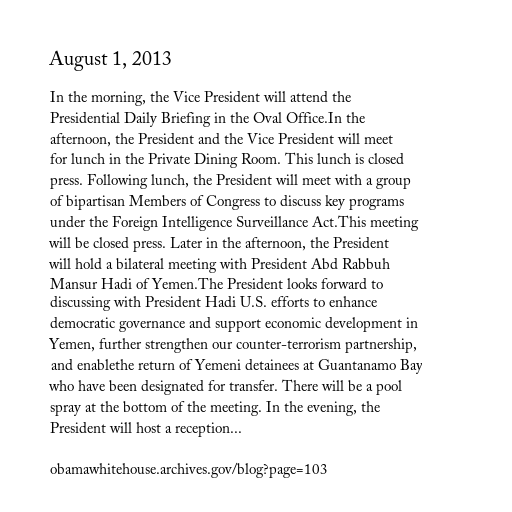 August 1, 2013
In the morning, the Vice President will attend the
Presidential Daily Briefing in the Oval Office.In the
afternoon, the President and the Vice President will meet
for lunch in the Private Dining Room. This lunch is closed
press. Following lunch, the President will meet with a group
of bipartisan Members of Congress to discuss key programs
under the Foreign Intelligence Surveillance Act.This meeting
will be closed press. Later in the afternoon, the President
will hold a bilateral meeting with President Abd Rabbuh
Mansur Hadi of Yemen.The President looks forward to
discussing with President Hadi U.S. efforts to enhance
democratic governance and support economic development in
Yemen, further strengthen our counter-terrorism partnership,
and enablethe return of Yemeni detainees at Guantanamo Bay
who have been designated for transfer. There will be a pool
spray at the bottom of the meeting. In the evening, the
President will host a reception...
obamawhitehouse.archives.gov/blog?page=103